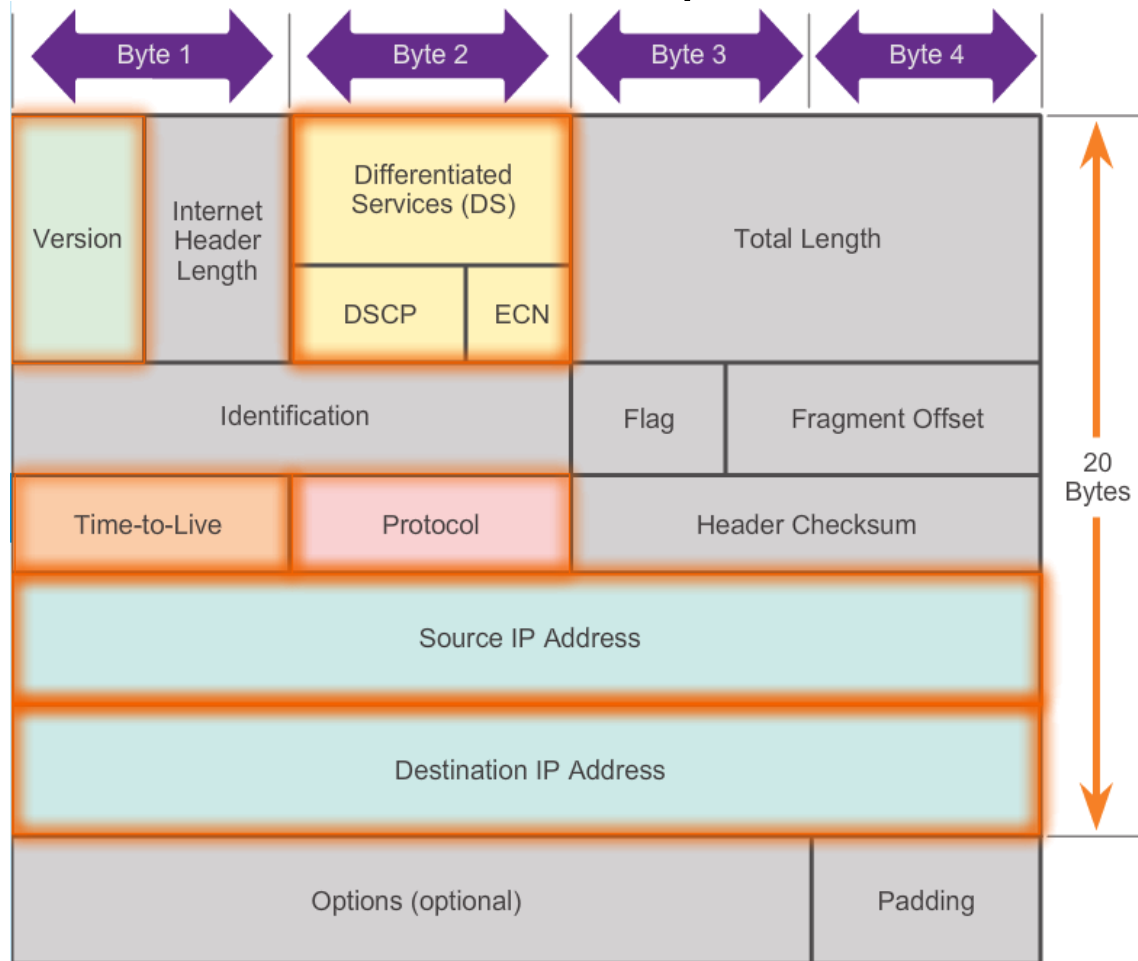 Byte 1
Byte 2
Byte 3
Byte 4
Version
Internet
Header
Length
Differentiated
Services (DS)
DSCP
ECN
Total Length
Identification
Flag
Fragment Offset
20
Bytes
Time-to-Live
Protocol
Header Checksum
Source IP Address
Destination IP Address
Options (optional)
Padding